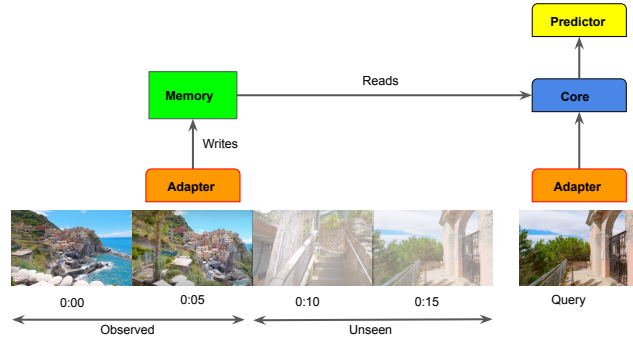 Predictor
Reads
Memory
Core
Writes
Adapter
Adapter
0:00
0:05
0:10
0:15
Query
Observed
Unseen